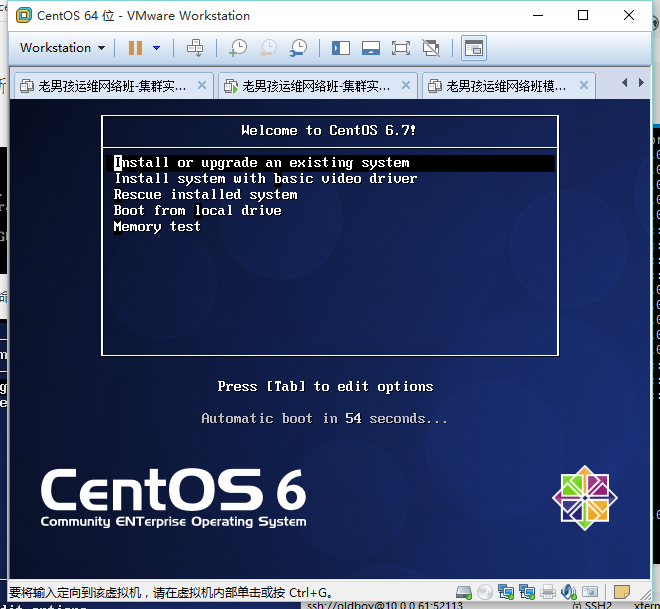 CentOS 64 位 - VMware Workstation
Workstation
老男孩运维网络班-集群实...
老男孩运维网络班-集群实...
老男孩运维网络班模...
Welcome to CentOS 6.7!
Install or upgrade an existing system
Install system with basic video driver
Rescue installed system
Boot from local drive
Memory test
Press [Tab] to edit options
Automatic boot in 54 seconds...
CentOS 6
Community ENTerprise Operating System
要将输入定向到该虚拟机，请在虚拟机内部单击或按 Ctrl+G。
ssh://oldboy@10.0.0.61:52113
SSH2
xterm